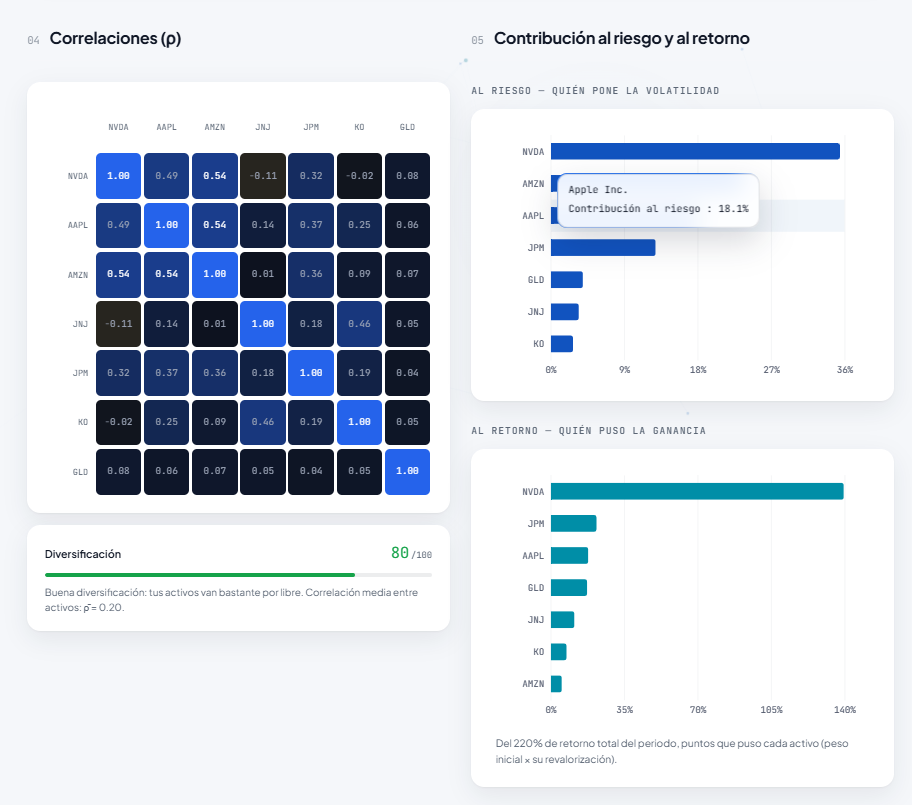 04 Correlaciones (ρ)
NVDA AAPL AMZN JNJ JPM KO GLD
NVDA 1.00 0.49 0.54 -0.11 0.32 -0.02 0.08
AAPL 0.49 1.00 0.54 0.14 0.37 0.25 0.06
AMZN 0.54 0.54 1.00 0.01 0.36 0.09 0.07
JNJ -0.11 0.14 0.01 1.00 0.18 0.46 0.05
JPM 0.32 0.37 0.36 0.18 1.00 0.19 0.04
KO -0.02 0.25 0.09 0.46 0.19 1.00 0.05
GLD 0.08 0.06 0.07 0.05 0.04 0.05 1.00
Diversificación 80/100
Buena diversificación: tus activos van bastante por libre. Correlación media entre
activos: ρ̄ = 0.20.
05 Contribución al riesgo y al retorno
AL RIESGO — QUIÉN PONE LA VOLATILIDAD
NVDA
AMZN
Apple Inc.
Contribución al riesgo : 18.1%
AAPL
JPM
GLD
JNJ
KO
0% 9% 18% 27% 36%
AL RETORNO — QUIÉN PUSO LA GANANCIA
NVDA
JPM
AAPL
GLD
JNJ
KO
AMZN
0% 35% 70% 105% 140%
Del 220% de retorno total del periodo, puntos que puso cada activo (peso
inicial × su revalorización).